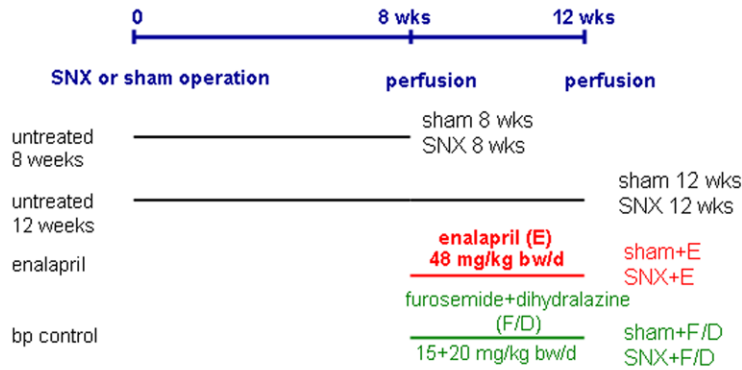 0 8 wks 12 wks
SNX or sham operation perfusion perfusion
untreated
8 weeks
sham 8 wks
SNX 8 wks
untreated
12 weeks
sham 12 wks
SNX 12 wks
enalapril
enalapril (E)
48 mg/kg bw/d
sham+E
SNX+E
bp control
furosemide+dihydralazine
(F/D)
15+20 mg/kg bw/d
sham+F/D
SNX+F/D